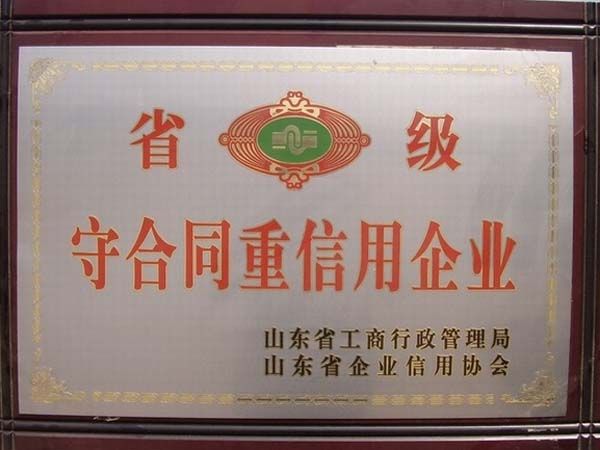 省 级
守合同重信用企业
山东省工商行政管理局
山东省企业信用协会